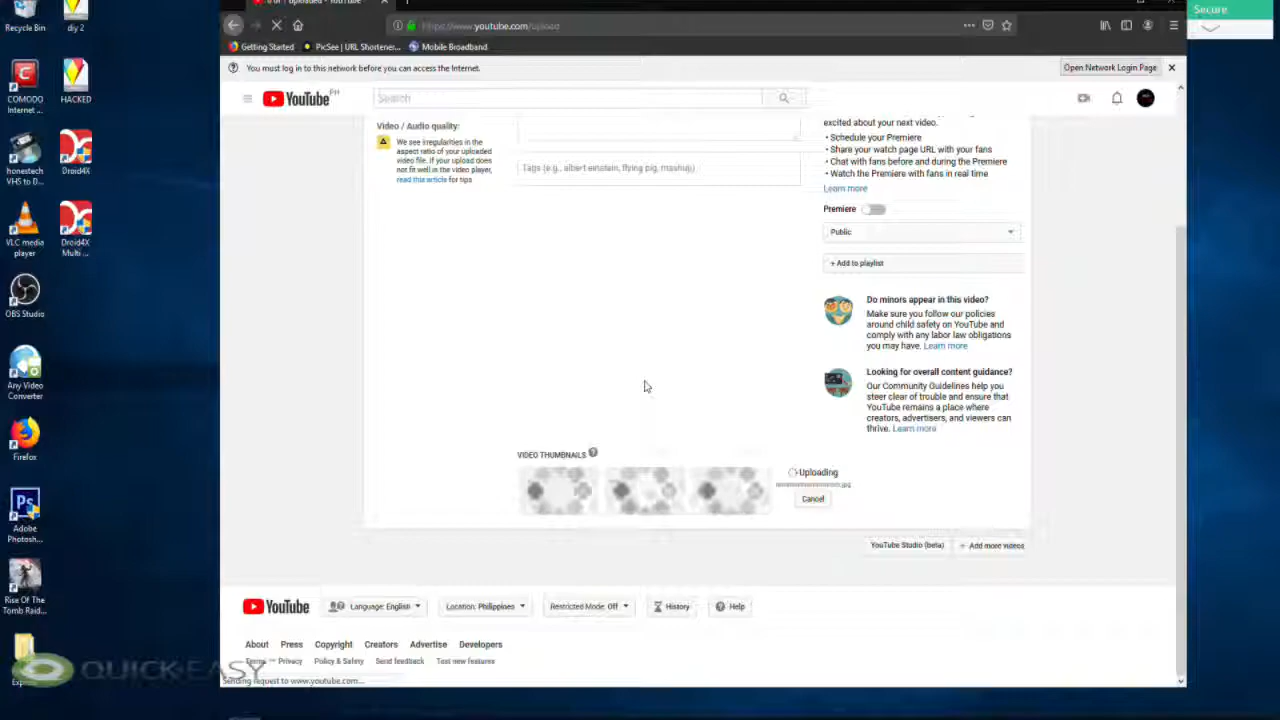 Uploaded - YouTube
Secure
https://www.youtube.com/upload
Getting Started
PicSee | URL Shortener...
Mobile Broadband
You must log in to this network before you can access the Internet.
Open Network Login Page
YouTube PH
Search
Recycle Bin
diy 2
COMODO
Internet ...
HACKED
honestech
VHS to D...
Droid4X
VLC media
player
Droid4X
Multi ...
OBS Studio
Any Video
Converter
Firefox
Adobe
Photosh...
Rise Of The
Tomb Raid...
Video / Audio quality:
We see irregularities in the
aspect ratio of your uploaded
video file. If your upload does
not fit well in the video player,
read this article for tips
Tags (e.g., albert einstein, flying pig, mashup)
excited about your next video.
• Schedule your Premiere
• Share your watch page URL with your fans
• Chat with fans before and during the Premiere
• Watch the Premiere with fans in real time
Learn more
Premiere
Public
+ Add to playlist
Do minors appear in this video?
Make sure you follow our policies
around child safety on YouTube and
comply with any labor law obligations
you may have. Learn more
Looking for overall content guidance?
Our Community Guidelines help you
steer clear of trouble and ensure that
YouTube remains a place where
creators, advertisers, and viewers can
thrive. Learn more
VIDEO THUMBNAILS
Uploading
Cancel
YouTube Studio (beta)
+ Add more videos
YouTube
Language: English
Location: Philippines
Restricted Mode: Off
History
Help
About Press Copyright Creators Advertise Developers
Terms Privacy Policy & Safety Send feedback Test new features
QUICK-EASY
Sending request to www.youtube.com...